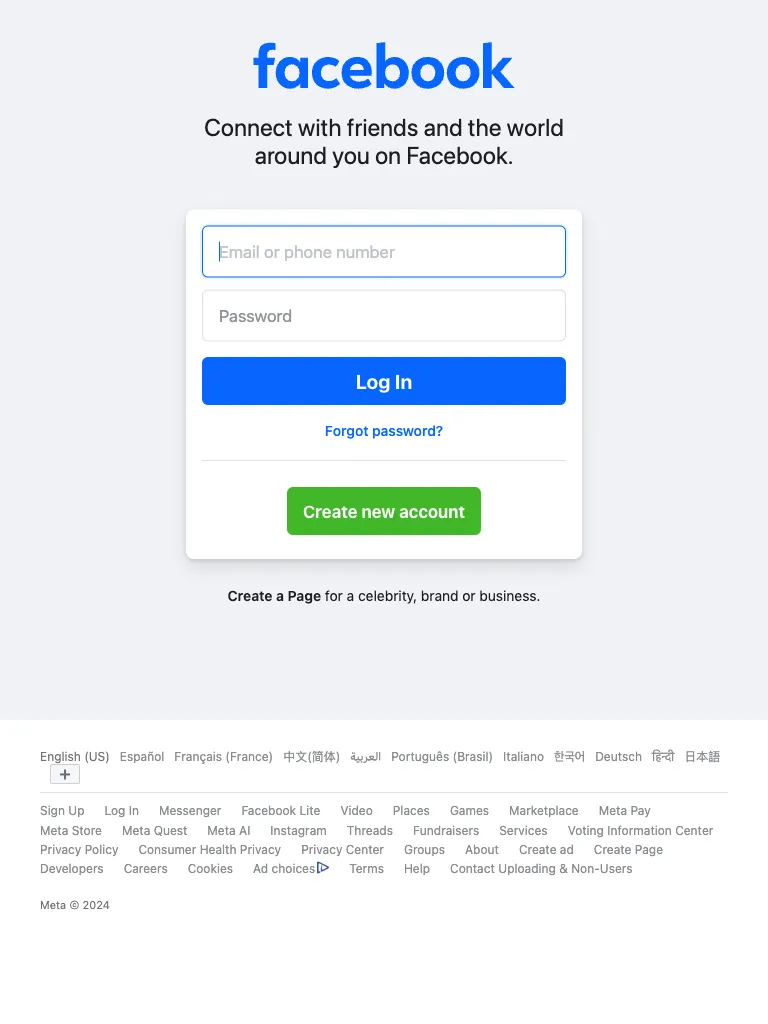 facebook
Connect with friends and the world
around you on Facebook.
Email or phone number
Password
Log In
Forgot password?
Create new account
Create a Page for a celebrity, brand or business.
English (US) Español Français (France) 中文(简体) العربية Português (Brasil) Italiano 한국어 Deutsch हिन्दी 日本語
+
Sign Up Log In Messenger Facebook Lite Video Places Games Marketplace Meta Pay
Meta Store Meta Quest Meta AI Instagram Threads Fundraisers Services Voting Information Center
Privacy Policy Consumer Health Privacy Privacy Center Groups About Create ad Create Page
Developers Careers Cookies Ad choices Terms Help Contact Uploading & Non-Users
Meta © 2024